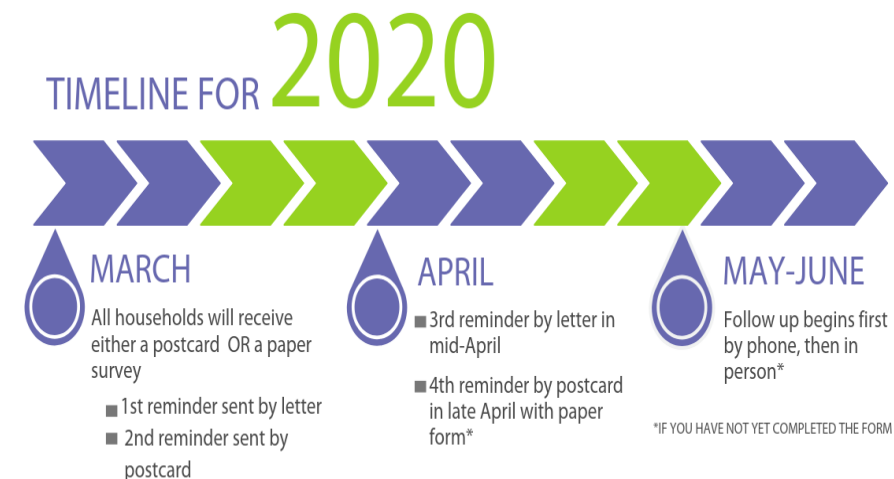 TIMELINE FOR 2020
MARCH
All households will receive
either a postcard OR a paper
survey
1st reminder sent by letter
2nd reminder sent by
postcard
APRIL
3rd reminder by letter in
mid-April
4th reminder by postcard
in late April with paper
form*
MAY-JUNE
Follow up begins first
by phone, then in
person*
*IF YOU HAVE NOT YET COMPLETED THE FORM